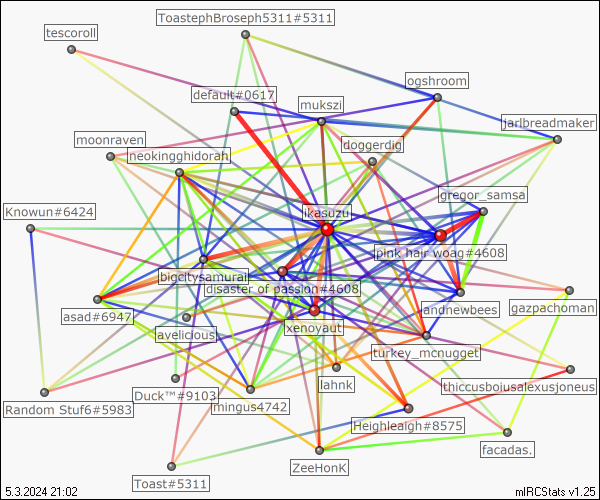 ToastephBroseph5311#5311
tescoroll
ogshroom
default#0617
mukszi
jarlbreadmaker
moonraven
doggerdig
neokingghidorah
gregor_samsa
Knowun#6424
ikasuzu
pink hair woag#4608
bigcitysamurai
disaster of passion#4608
asad#6947
andnewbees
gazpachoman
avelicious
xenoyaut
turkey_mcnugget
lahnk
thiccusboiusalexusjoneus
Duck™#9103
Random Stuf6#5983
mingus4742
Heighleaigh#8575
facadas.
ZeeHonK
Toast#5311
5.3.2024 21:02
mIRCStats v1.25